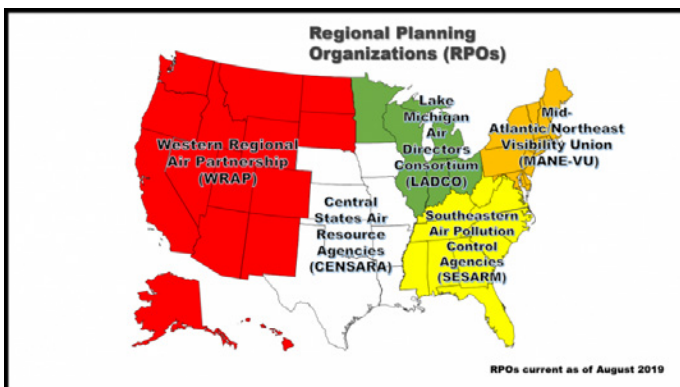 Regional Planning
Organizations (RPOs)
Lake
Michigan
Air
Directors
Consortium
(LADCO)
Mid-
Atlantic/Northeast
Visibility Union
(MANE-VU)
Western Regional
Air Partnership
(WRAP)
Central
States Air
Resource
Agencies
(CENSARA)
Southeastern
Air Pollution
Control
Agencies
(SESARM)
RPOs current as of August 2019